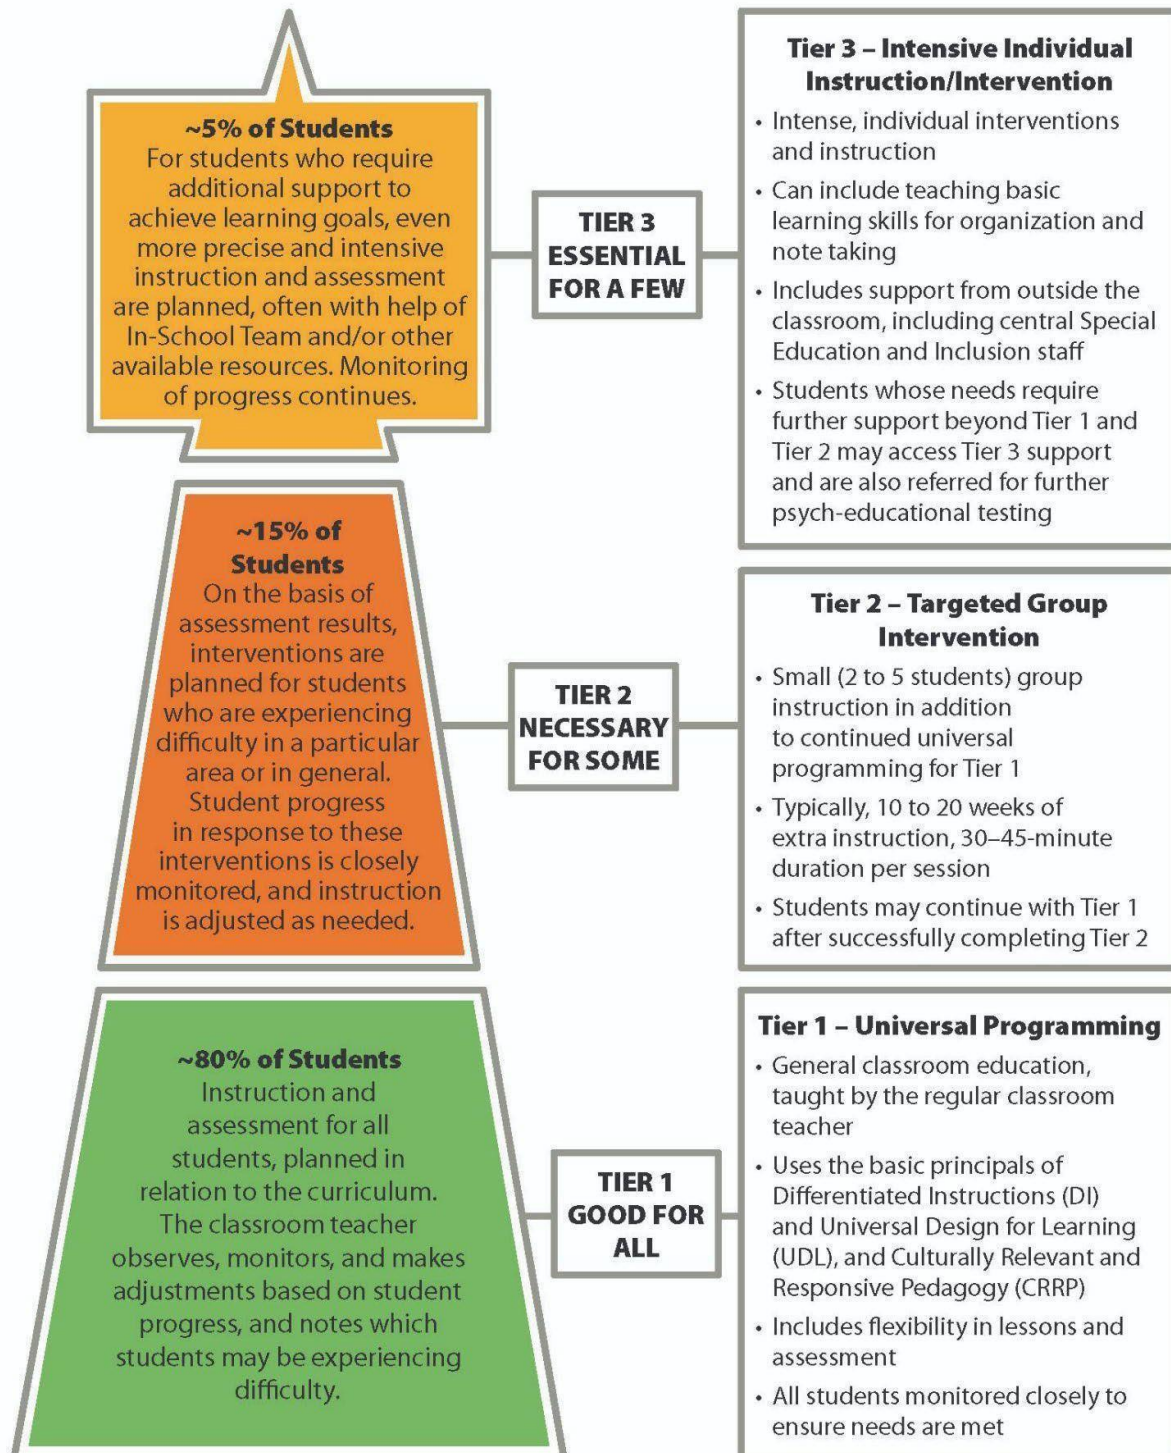 ~5% of Students
For students who require
additional support to
achieve learning goals, even
more precise and intensive
instruction and assessment
are planned, often with help of
In-School Team and/or other
available resources. Monitoring
of progress continues.
TIER 3
ESSENTIAL
FOR A FEW
Tier 3 – Intensive Individual
Instruction/Intervention
• Intense, individual interventions
and instruction
• Can include teaching basic
learning skills for organization and
note taking
• Includes support from outside the
classroom, including central Special
Education and Inclusion staff
• Students whose needs require
further support beyond Tier 1 and
Tier 2 may access Tier 3 support
and are also referred for further
psych-educational testing
~15% of
Students
On the basis of
assessment results,
interventions are
planned for students
who are experiencing
difficulty in a particular
area or in general.
Student progress
in response to these
interventions is closely
monitored, and instruction
is adjusted as needed.
TIER 2
NECESSARY
FOR SOME
Tier 2 – Targeted Group
Intervention
• Small (2 to 5 students) group
instruction in addition
to continued universal
programming for Tier 1
• Typically, 10 to 20 weeks of
extra instruction, 30–45-minute
duration per session
• Students may continue with Tier 1
after successfully completing Tier 2
~80% of Students
Instruction and
assessment for all
students, planned in
relation to the curriculum.
The classroom teacher
observes, monitors, and makes
adjustments based on student
progress, and notes which
students may be experiencing
difficulty.
TIER 1
GOOD FOR
ALL
Tier 1 – Universal Programming
• General classroom education,
taught by the regular classroom
teacher
• Uses the basic principals of
Differentiated Instructions (DI)
and Universal Design for Learning
(UDL), and Culturally Relevant and
Responsive Pedagogy (CRRP)
• Includes flexibility in lessons and
assessment
• All students monitored closely to
ensure needs are met